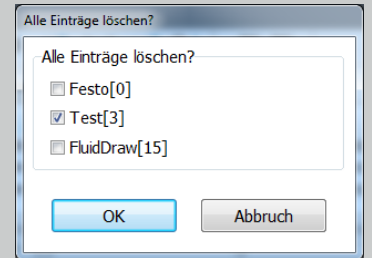 Alle Einträge löschen?
Alle Einträge löschen?
Festo[0]
Test[3]
FluidDraw[15]
OK Abbruch